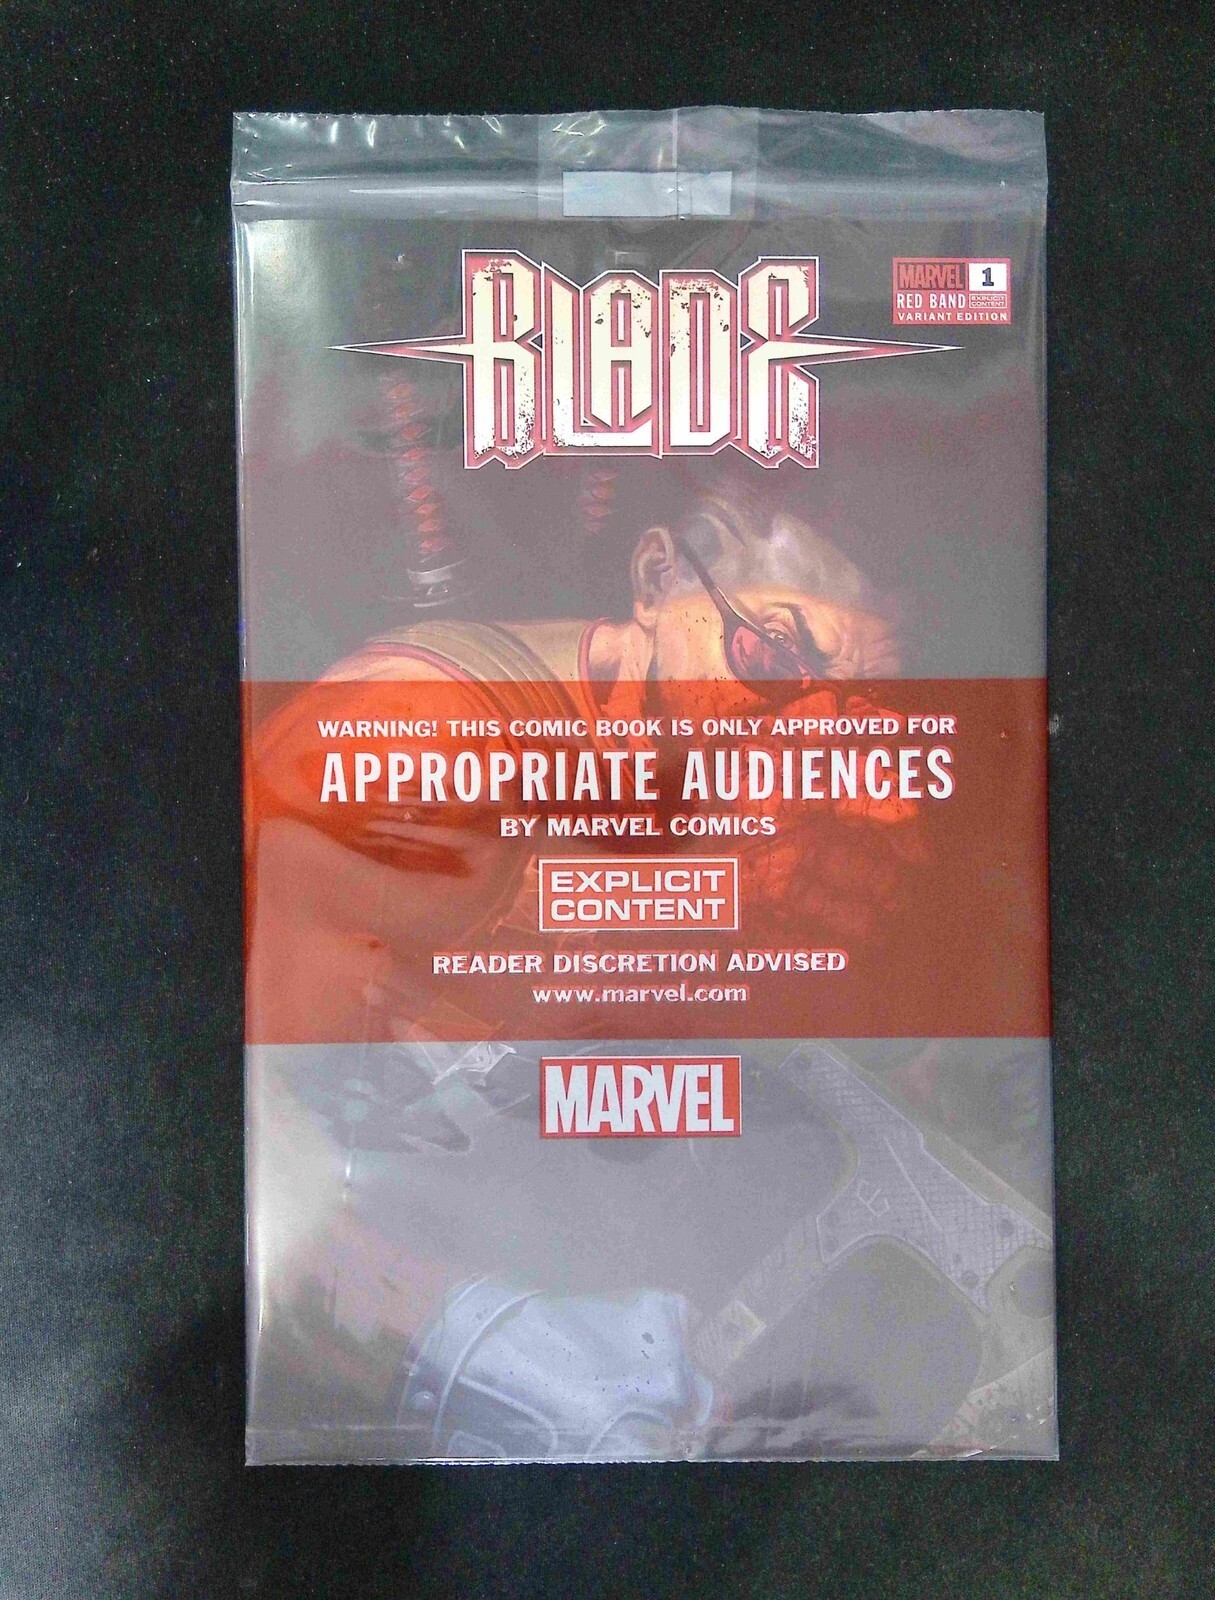 BLADE
MARVEL 1
RED BAND EXPLICIT CONTENT
VARIANT EDITION
WARNING! THIS COMIC BOOK IS ONLY APPROVED FOR
APPROPRIATE AUDIENCES
BY MARVEL COMICS
EXPLICIT
CONTENT
READER DISCRETION ADVISED
www.marvel.com
MARVEL